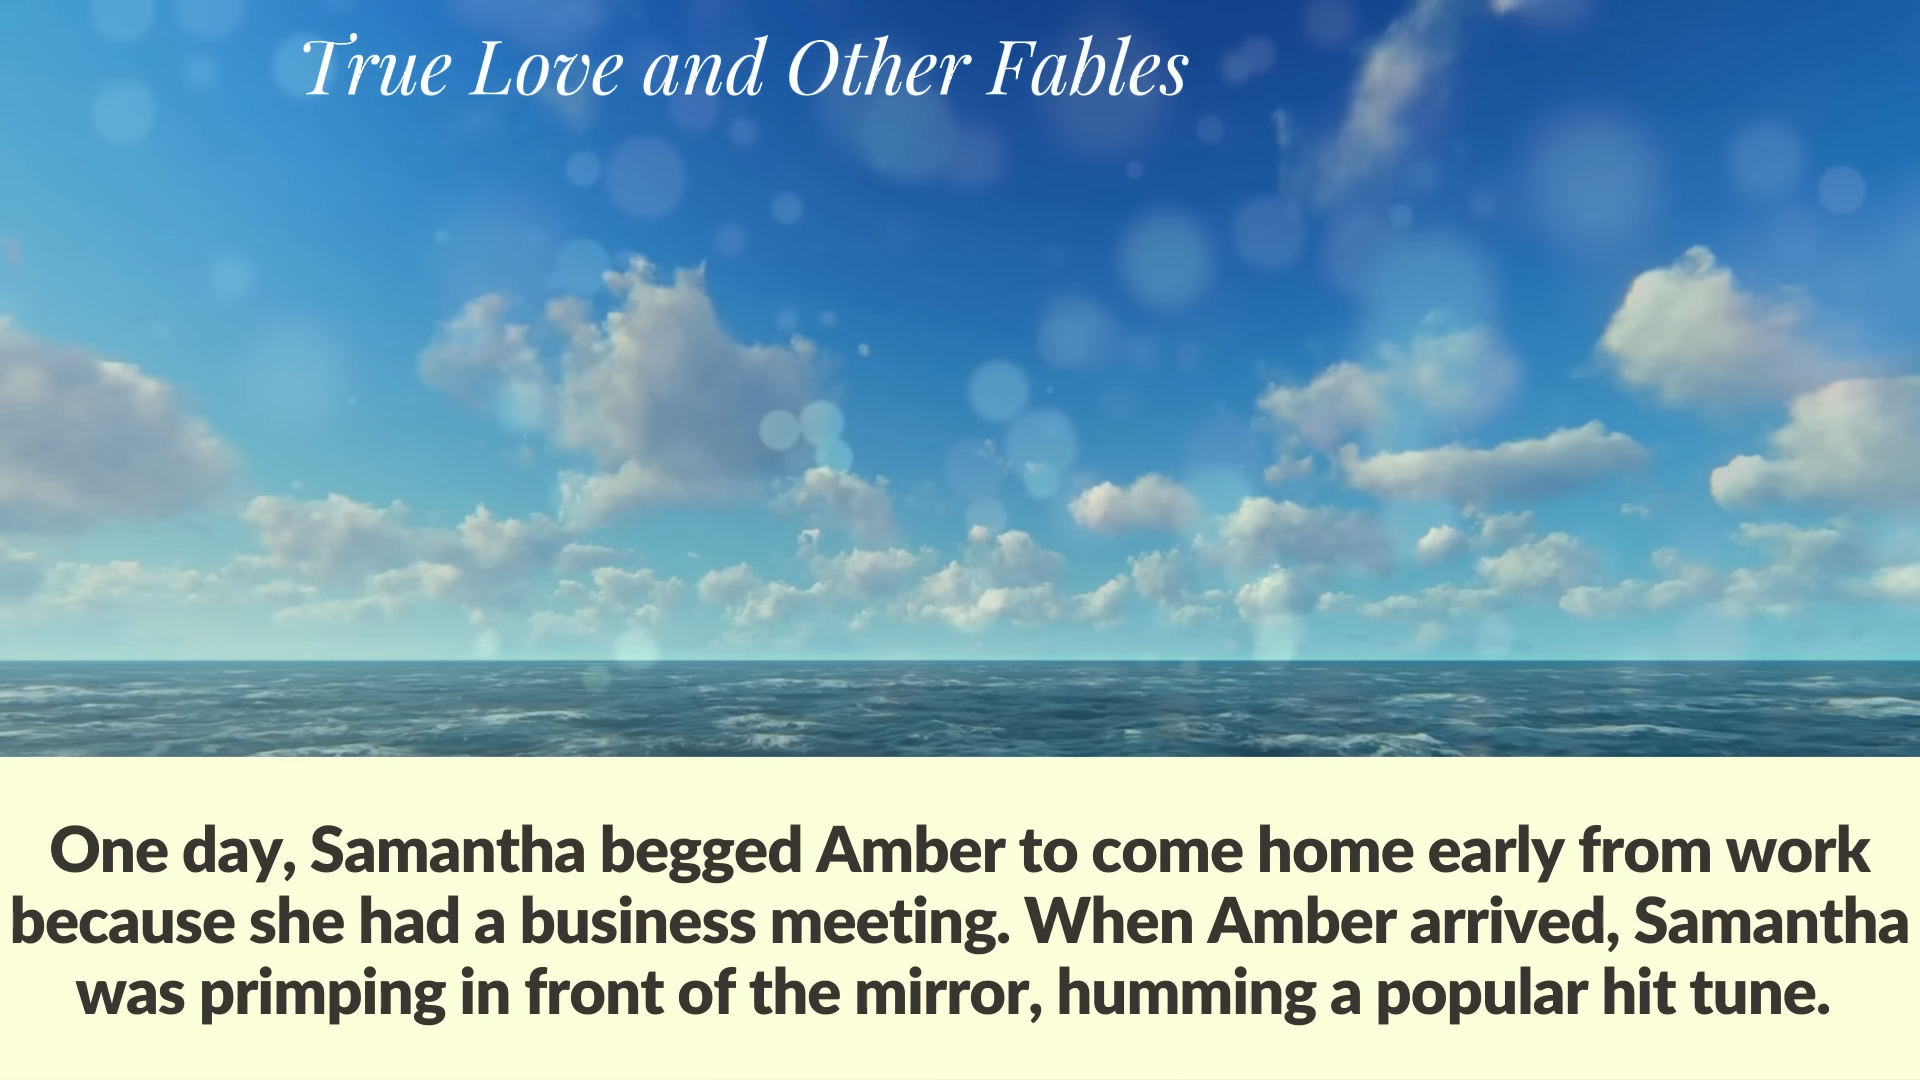 True Love and Other Fables
One day, Samantha begged Amber to come home early from work
because she had a business meeting. When Amber arrived, Samantha
was primping in front of the mirror, humming a popular hit tune.